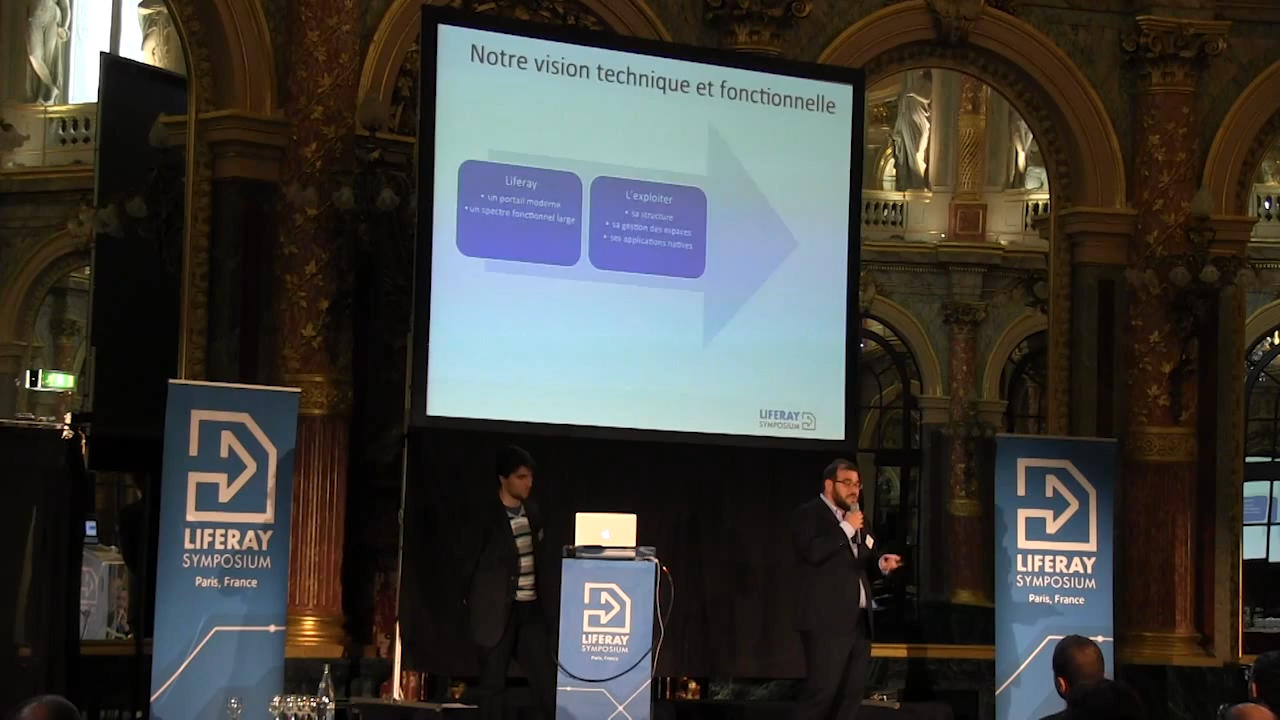 Notre vision technique et fonctionnelle
Liferay
• un portail moderne
• un spectre fonctionnel large
L'exploiter
• sa structure
• sa gestion des espaces
• ses applications natives
LIFERAY
SYMPOSIUM
LIFERAY
SYMPOSIUM
Paris, France
LIFERAY
SYMPOSIUM
Paris, France
LIFERAY
SYMPOSIUM
Paris, France